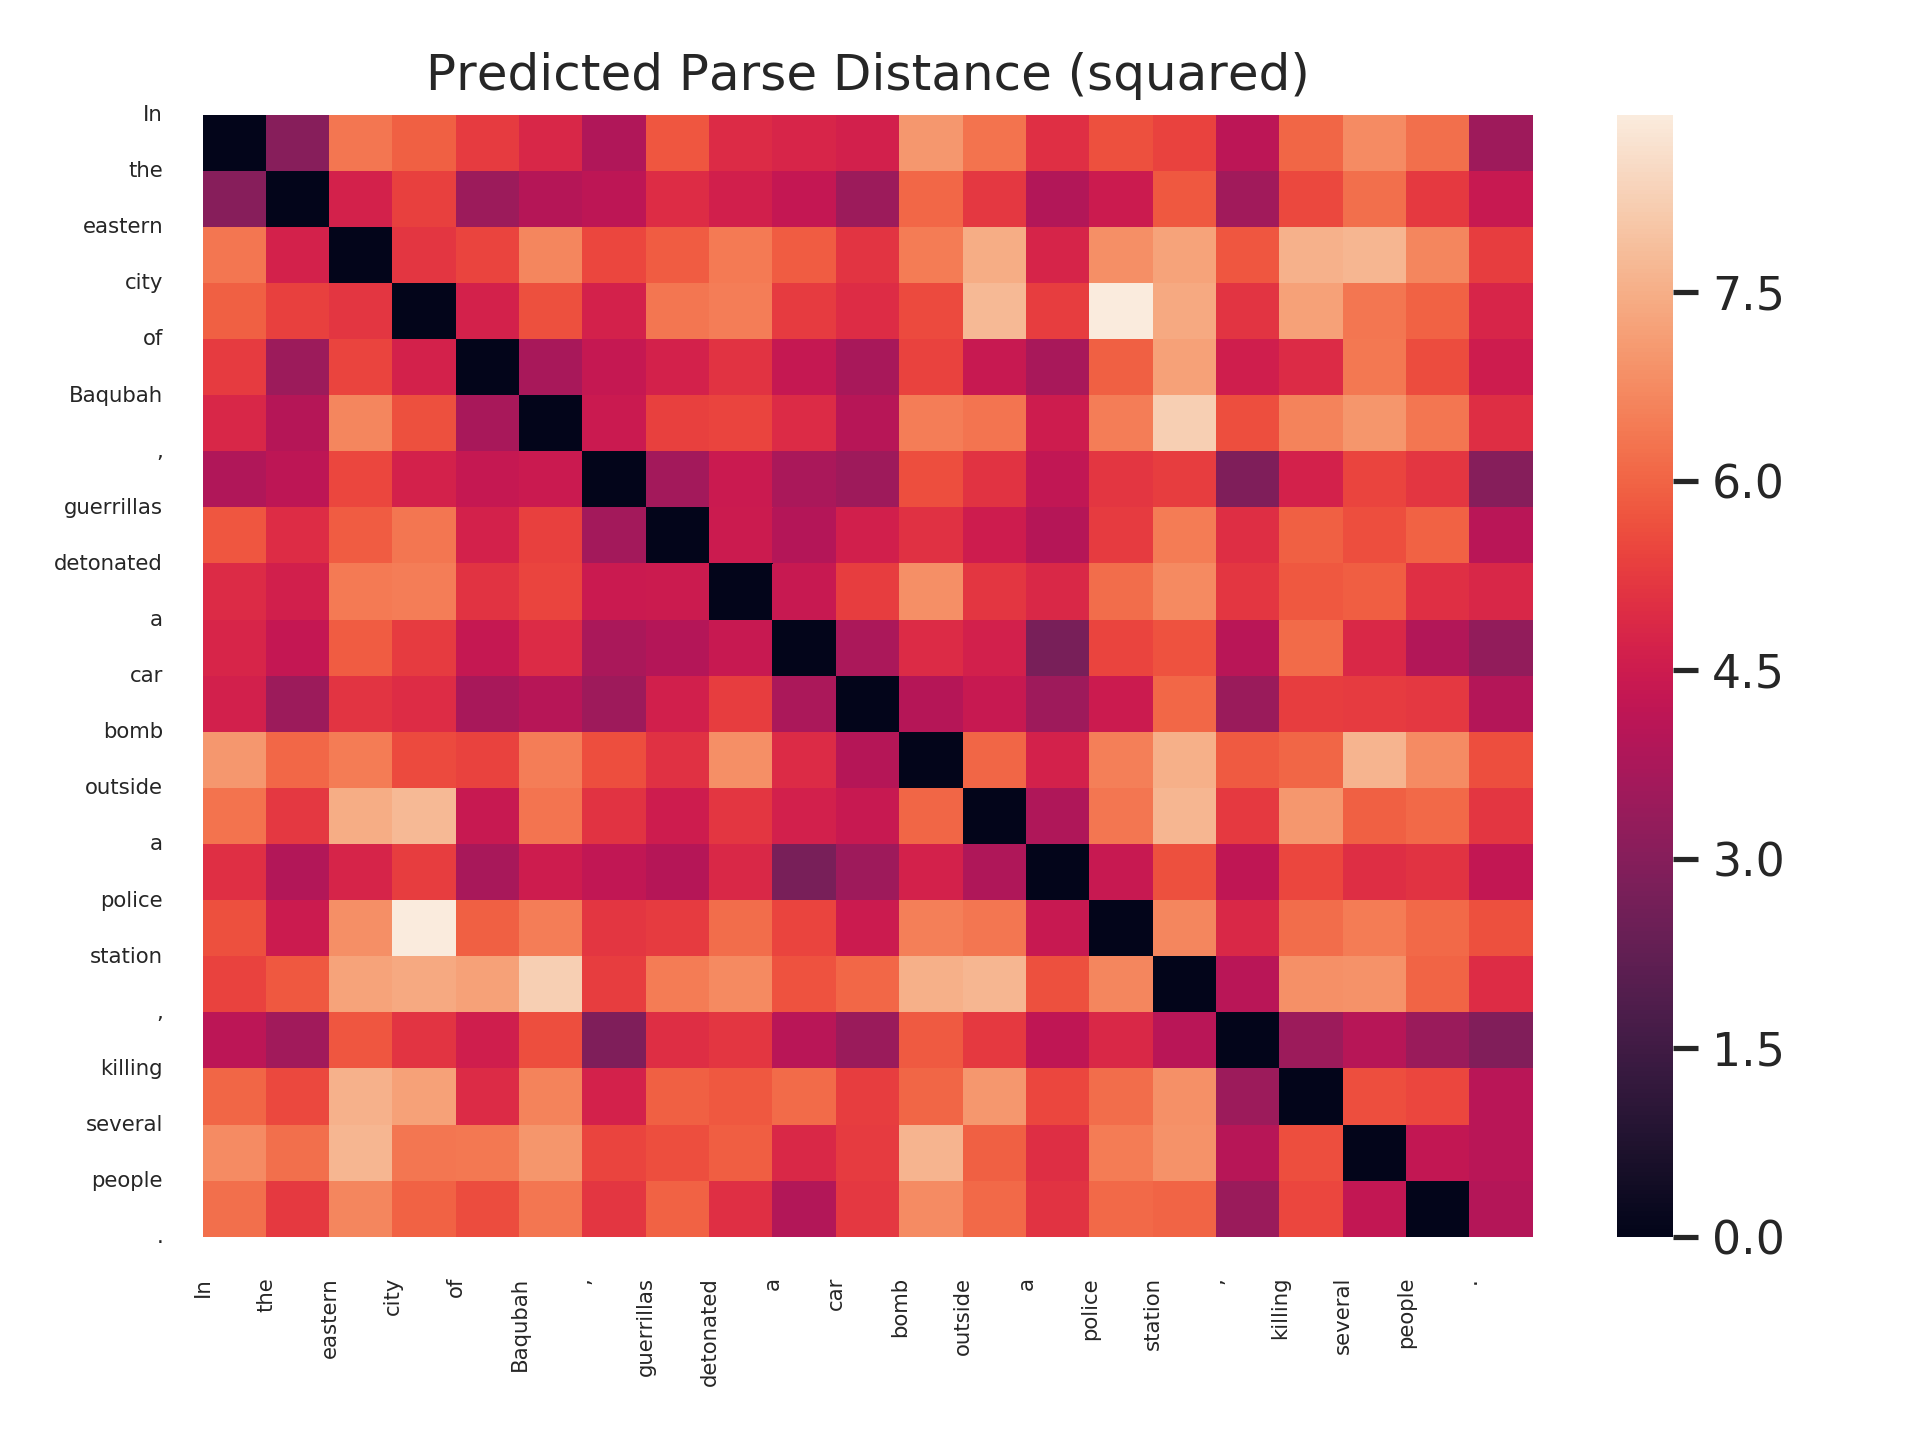 Predicted Parse Distance (squared)
In
the
eastern
city
of
Baqubah
,
guerrillas
detonated
a
car
bomb
outside
a
police
station
,
killing
several
people
.
7.5
6.0
4.5
3.0
1.5
0.0
In
the
eastern
city
of
Baqubah
,
guerrillas
detonated
a
car
bomb
outside
a
police
station
,
killing
several
people
.